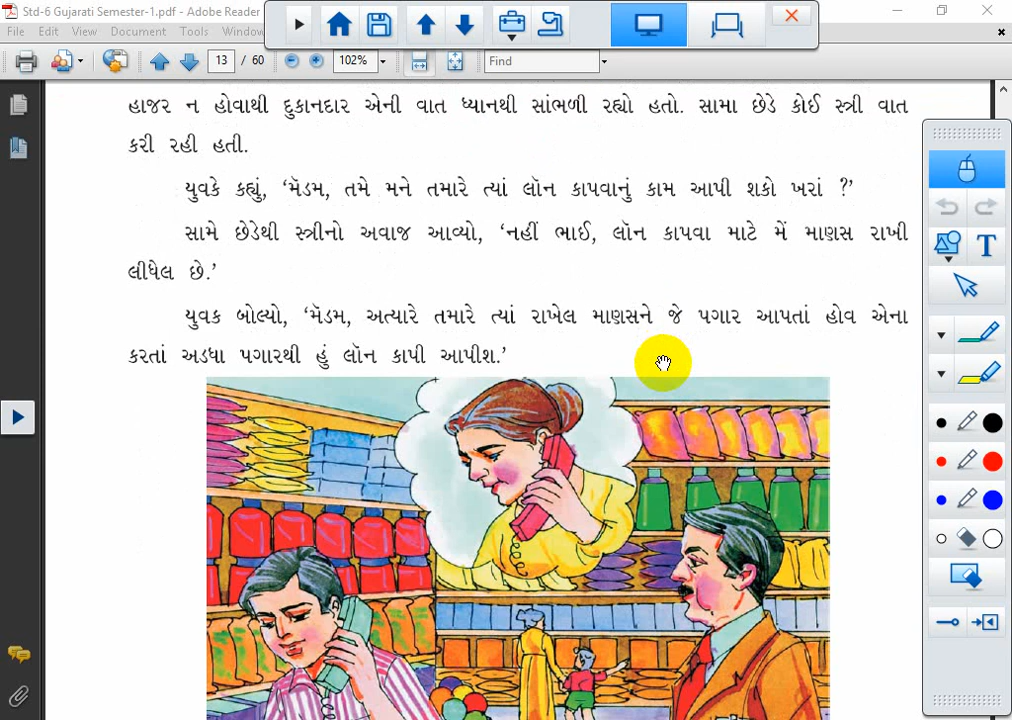 Std-6 Gujarati Semester-1.pdf - Adobe Reader
File Edit View Document Tools Window
13 / 60 102% Find
હાજર ન હોવાથી દુકાનદાર એની વાત ધ્યાનથી સાંભળી રહ્યો હતો. સામા છેડે કોઈ સ્ત્રી વાત
કરી રહી હતી.
યુવકે કહ્યું, ‘મૅડમ, તમે મને તમારે ત્યાં લૉન કાપવાનું કામ આપી શકો ખરાં ?’
સામે છેડેથી સ્ત્રીનો અવાજ આવ્યો, ‘નહીં ભાઈ, લૉન કાપવા માટે મેં માણસ રાખી
લીધેલ છે.’
યુવક બોલ્યો, ‘મૅડમ, અત્યારે તમારે ત્યાં રાખેલ માણસને જે પગાર આપતાં હોવ એના
કરતાં અડધા પગારથી હું લૉન કાપી આપીશ.’
T